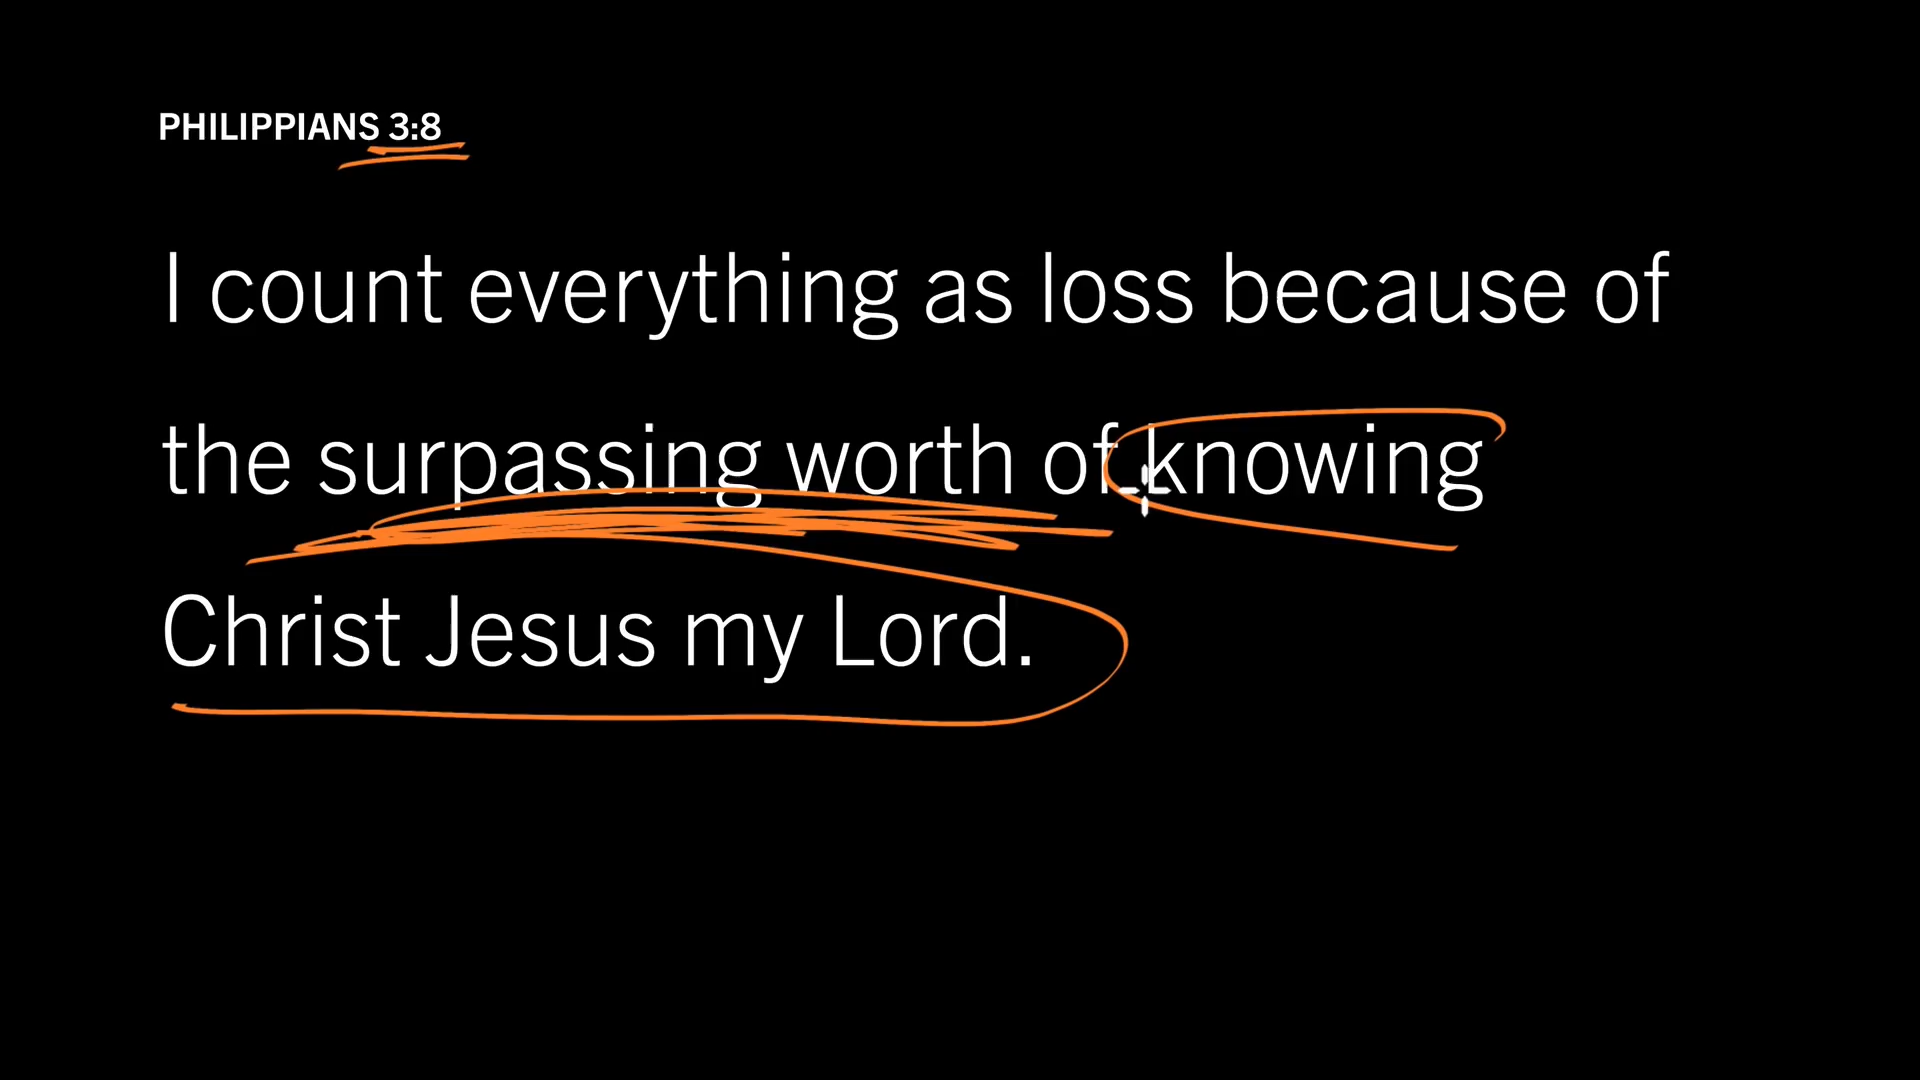 PHILIPPIANS 3:8
I count everything as loss because of
the surpassing worth of knowing
Christ Jesus my Lord.